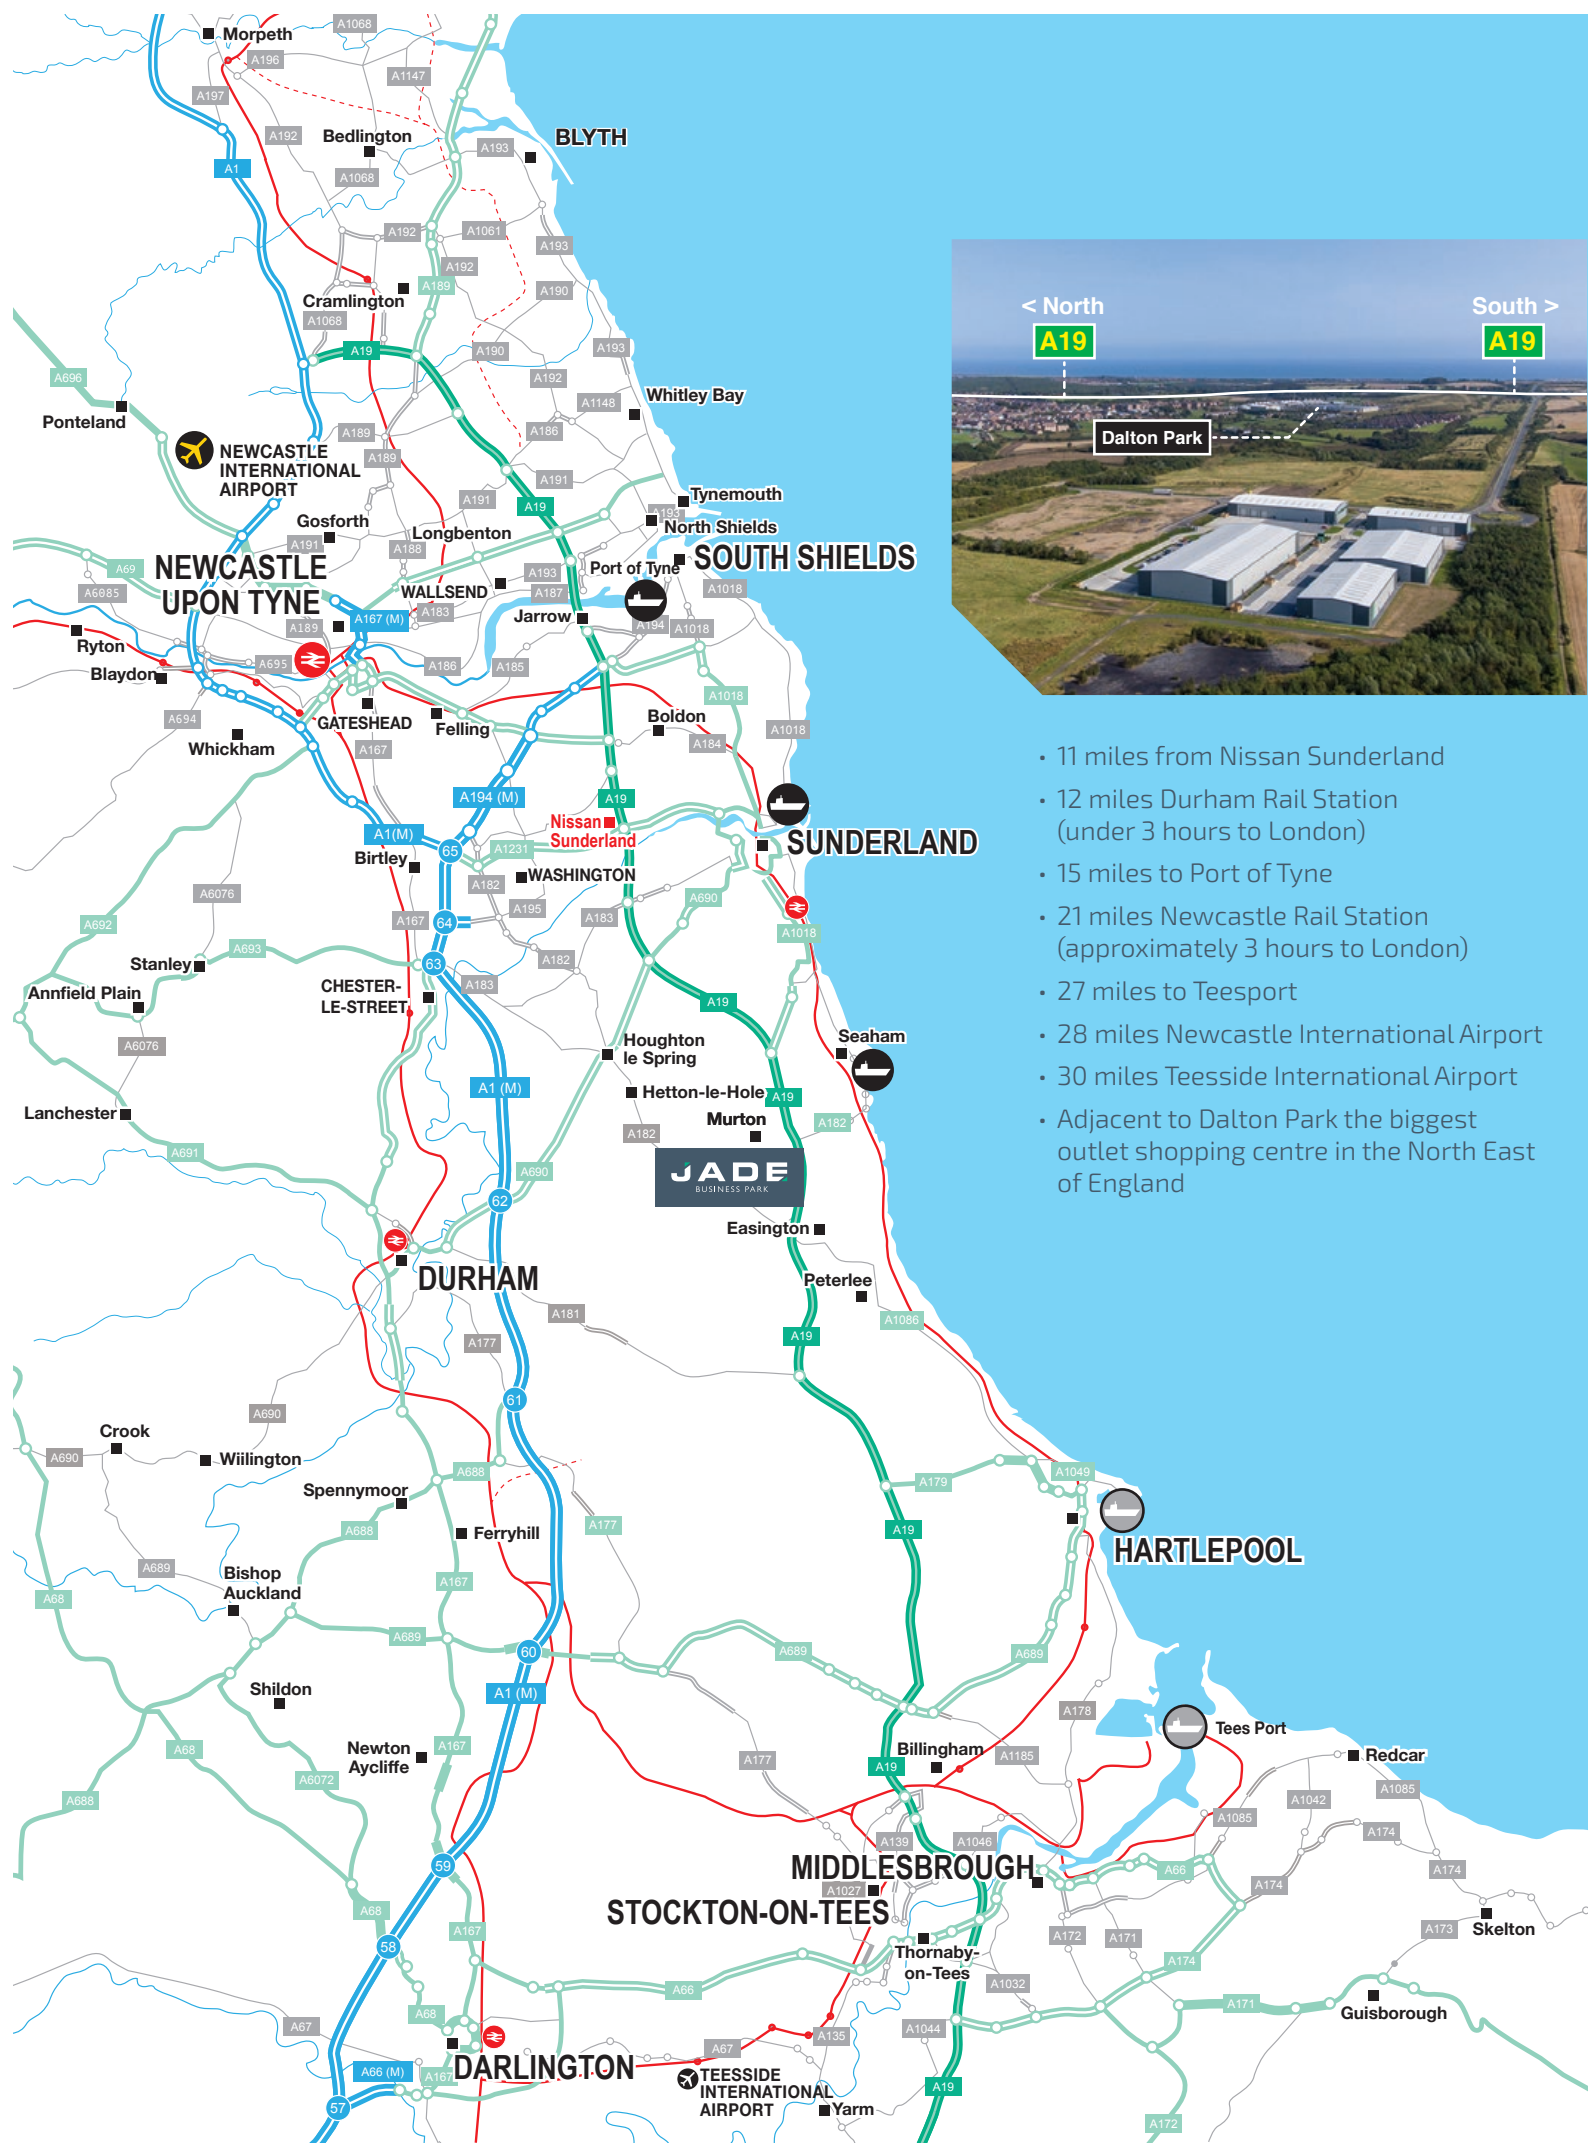 Morpeth
A1068
A196
A1147
A197
A192
Bedlington
BLYTH
A193
A1
A1068
A192
A1061
A193
A192
A189
A190
Cramlington
A1068
A19
A190
A193
A696
A192
A1148
Whitley Bay
Ponteland
A189
A186
NEWCASTLE
INTERNATIONAL
AIRPORT
A189
A191
A191
A19
Tynemouth
A193
North Shields
Gosforth
Longbenton
A191
A188
SOUTH SHIELDS
NEWCASTLE
UPON TYNE
A69
A6085
Port of Tyne
A193
A187
WALLSEND
A1018
A167 (M)
A183
Jarrow
A194
A1018
A189
Ryton
Blaydon
A695
A186
A185
A1018
A694
GATESHEAD
Felling
Boldon
A184
A1018
Whickham
A167
A194 (M)
A19
Nissan
Sunderland
A1(M)
SUNDERLAND
Birtley
65
A1231
WASHINGTON
A182
A6076
A195
A690
A183
A692
A167
64
A1018
A693
63
A182
Stanley
CHESTER-
LE-STREET
A183
Annfield Plain
A19
A6076
Houghton
le Spring
Seaham
A1 (M)
Hetton-le-Hole
A19
Lanchester
Murton
A182
A182
A691
A690
JADE
BUSINESS PARK
62
Easington
DURHAM
Peterlee
A181
A1086
A177
A19
61
A690
Crook
A690
Wiilington
A688
A179
A1049
Spennymoor
A688
Ferryhill
A177
A19
HARTLEPOOL
A689
Bishop
Auckland
A68
A167
A689
60
A689
A689
Shildon
A1 (M)
A178
Tees Port
Newton
Aycliffe
A167
A68
A177
Billingham
A1185
Redcar
A19
A6072
A688
A1085
A1042
A1085
A139
A1046
A174
59
MIDDLESBROUGH
A66
A174
A1027
A174
STOCKTON-ON-TEES
A68
A167
A172
A171
A173
Skelton
58
Thornaby-
on-Tees
A174
A66
A1032
A171
Guisborough
A68
A67
A1044
A135
DARLINGTON
A67
A66 (M)
A167
TEESSIDE
INTERNATIONAL
AIRPORT
A19
57
Yarm
A172
< North
A19
South >
A19
Dalton Park
• 11 miles from Nissan Sunderland
• 12 miles Durham Rail Station
(under 3 hours to London)
• 15 miles to Port of Tyne
• 21 miles Newcastle Rail Station
(approximately 3 hours to London)
• 27 miles to Teesport
• 28 miles Newcastle International Airport
• 30 miles Teesside International Airport
• Adjacent to Dalton Park the biggest
outlet shopping centre in the North East
of England